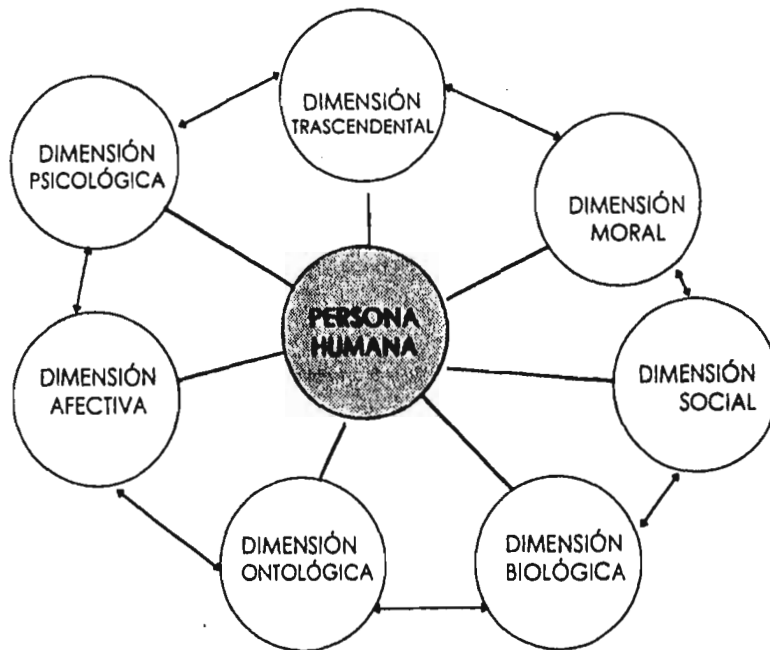 DIMENSIÓN
TRASCENDENTAL
DIMENSIÓN
PSICOLÓGICA
DIMENSIÓN
MORAL
PERSONA
HUMANA
DIMENSIÓN
AFECTIVA
DIMENSIÓN
SOCIAL
DIMENSIÓN
ONTOLÓGICA
DIMENSIÓN
BIOLÓGICA